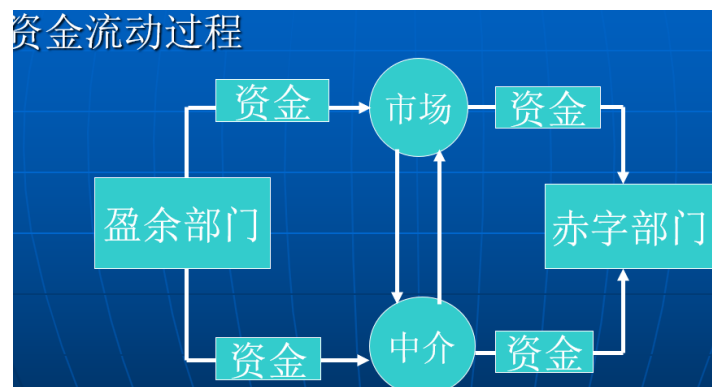 资金流动过程
资金
市场
资金
盈余部门
赤字部门
资金
中介
资金